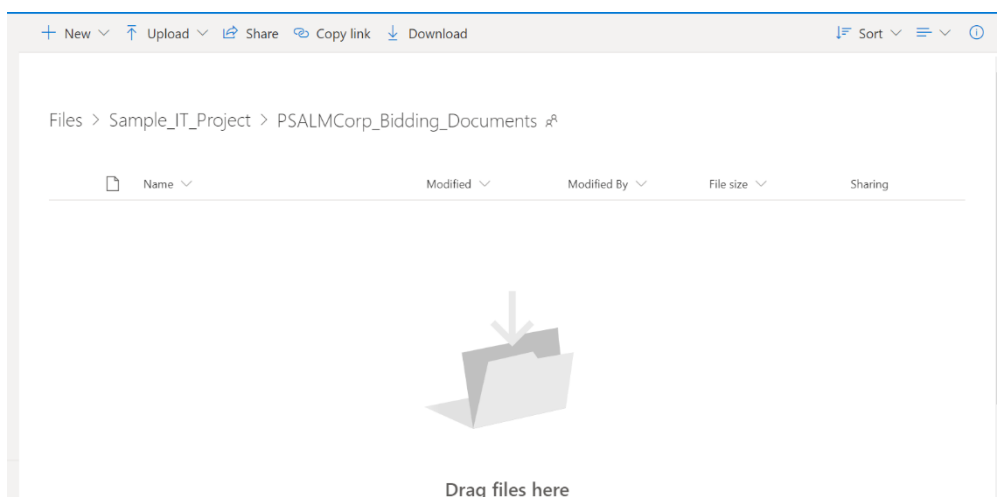 New Upload Share Copy link Download Sort
Files > Sample_IT_Project > PSALMCorp_Bidding_Documents
Name Modified Modified By File size Sharing
Drag files here